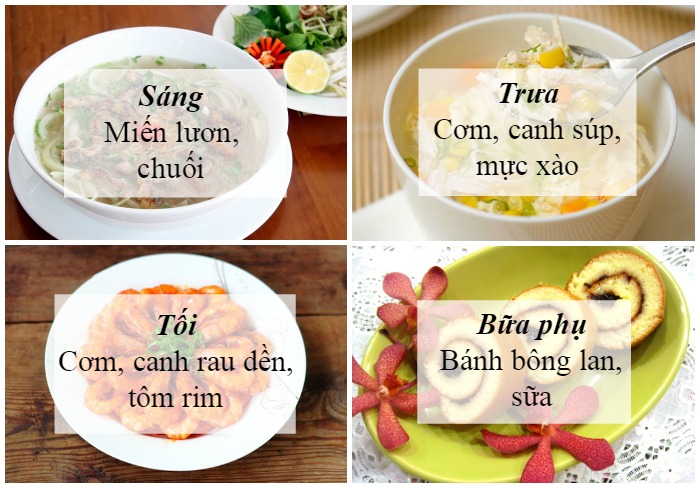 Sáng
Miến lươn,
chuối
Trưa
Cơm, canh súp,
mực xào
Tối
Cơm, canh rau dền,
tôm rim
Bữa phụ
Bánh bông lan,
sữa